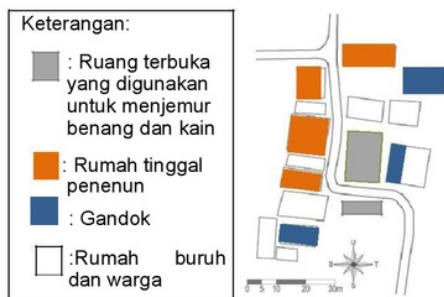 Keterangan:
: Ruang terbuka
yang digunakan
untuk menjemur
benang dan kain
: Rumah tinggal
penenun
: Gandok
:Rumah buruh
dan warga
U
B T
S
0 5 10 20 30m